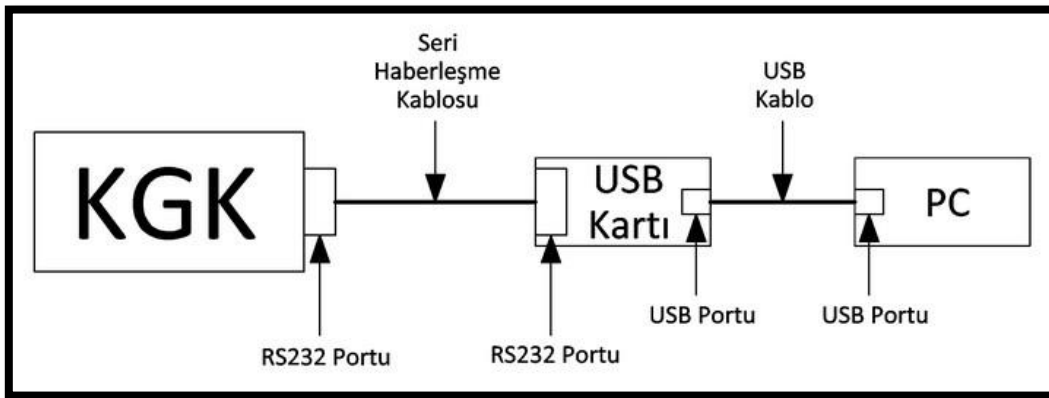 Seri
Haberleşme
Kablosu
USB
Kablo
KGK
USB
Kartı
PC
RS232 Portu
RS232 Portu
USB Portu
USB Portu